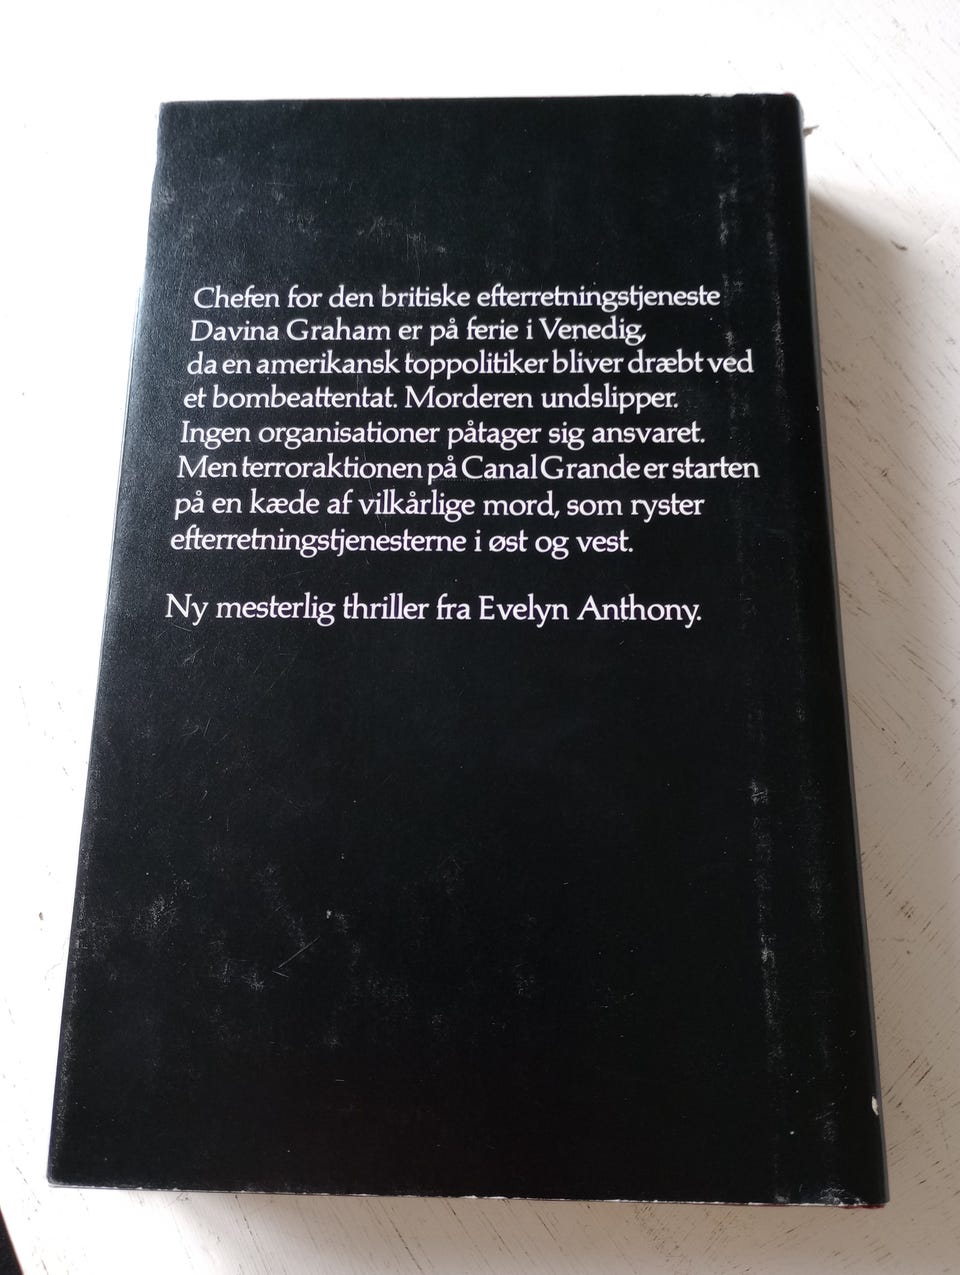 Chefen for den britiske efterretningstjeneste
Davina Graham er på ferie i Venedig,
da en amerikansk toppolitiker bliver dræbt ved
et bombeattentat. Morderen undslipper.
Ingen organisationer påtager sig ansvaret.
Men terroraktionen på Canal Grande er starten
på en kæde af vilkårlige mord, som ryster
efterretningstjenesterne i øst og vest.
Ny mesterlig thriller fra Evelyn Anthony.